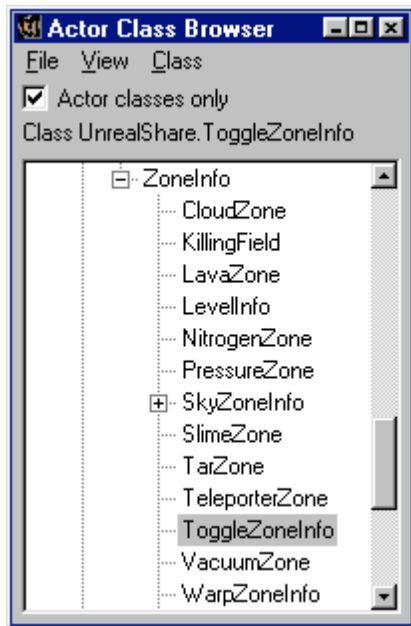 Actor Class Browser
File View Class
Actor classes only
Class UnrealShare.ToggleZoneInfo
ZoneInfo
CloudZone
KillingField
LavaZone
LevelInfo
NitrogenZone
PressureZone
SkyZoneInfo
SlimeZone
TarZone
TeleporterZone
ToggleZoneInfo
VacuumZone
WarpZoneInfo